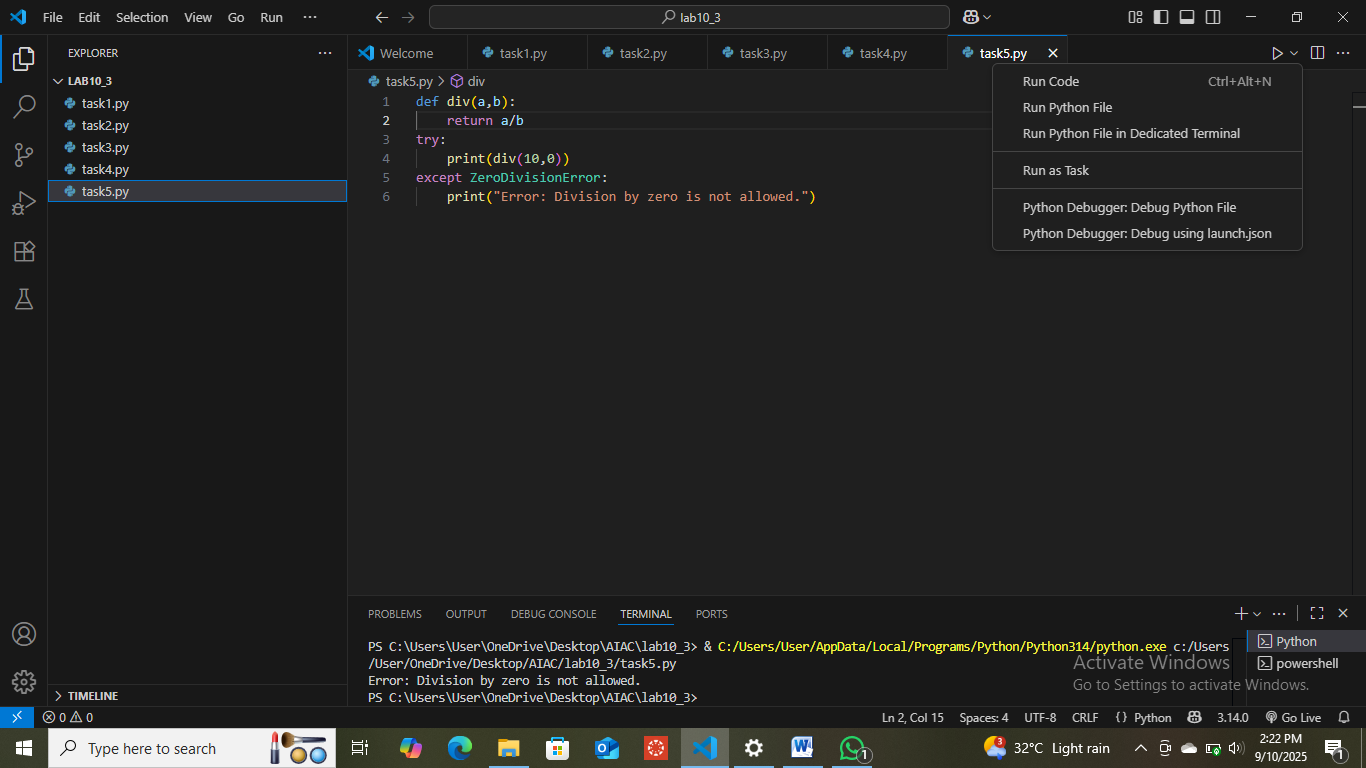 File Edit Selection View Go Run ··· lab10_3
EXPLORER ···
Welcome task1.py task2.py task3.py task4.py task5.py
LAB10_3
task1.py
task2.py
task3.py
task4.py
task5.py
task5.py > div
1 def div(a,b):
2     return a/b
3 try:
4     print(div(10,0))
5 except ZeroDivisionError:
6     print("Error: Division by zero is not allowed.")
Run Code Ctrl+Alt+N
Run Python File
Run Python File in Dedicated Terminal
Run as Task
Python Debugger: Debug Python File
Python Debugger: Debug using launch.json
PROBLEMS OUTPUT DEBUG CONSOLE TERMINAL PORTS
PS C:\Users\User\OneDrive\Desktop\AIAC\lab10_3> & C:/Users/User/AppData/Local/Programs/Python/Python314/python.exe c:/Users
/User/OneDrive/Desktop/AIAC/lab10_3/task5.py
Error: Division by zero is not allowed.
PS C:\Users\User\OneDrive\Desktop\AIAC\lab10_3>
Python
powershell
Activate Windows
Go to Settings to activate Windows.
TIMELINE
0 0 Ln 2, Col 15 Spaces: 4 UTF-8 CRLF {} Python 3.14.0 Go Live
Type here to search 1 3 32°C Light rain 2:22 PM 1
9/10/2025